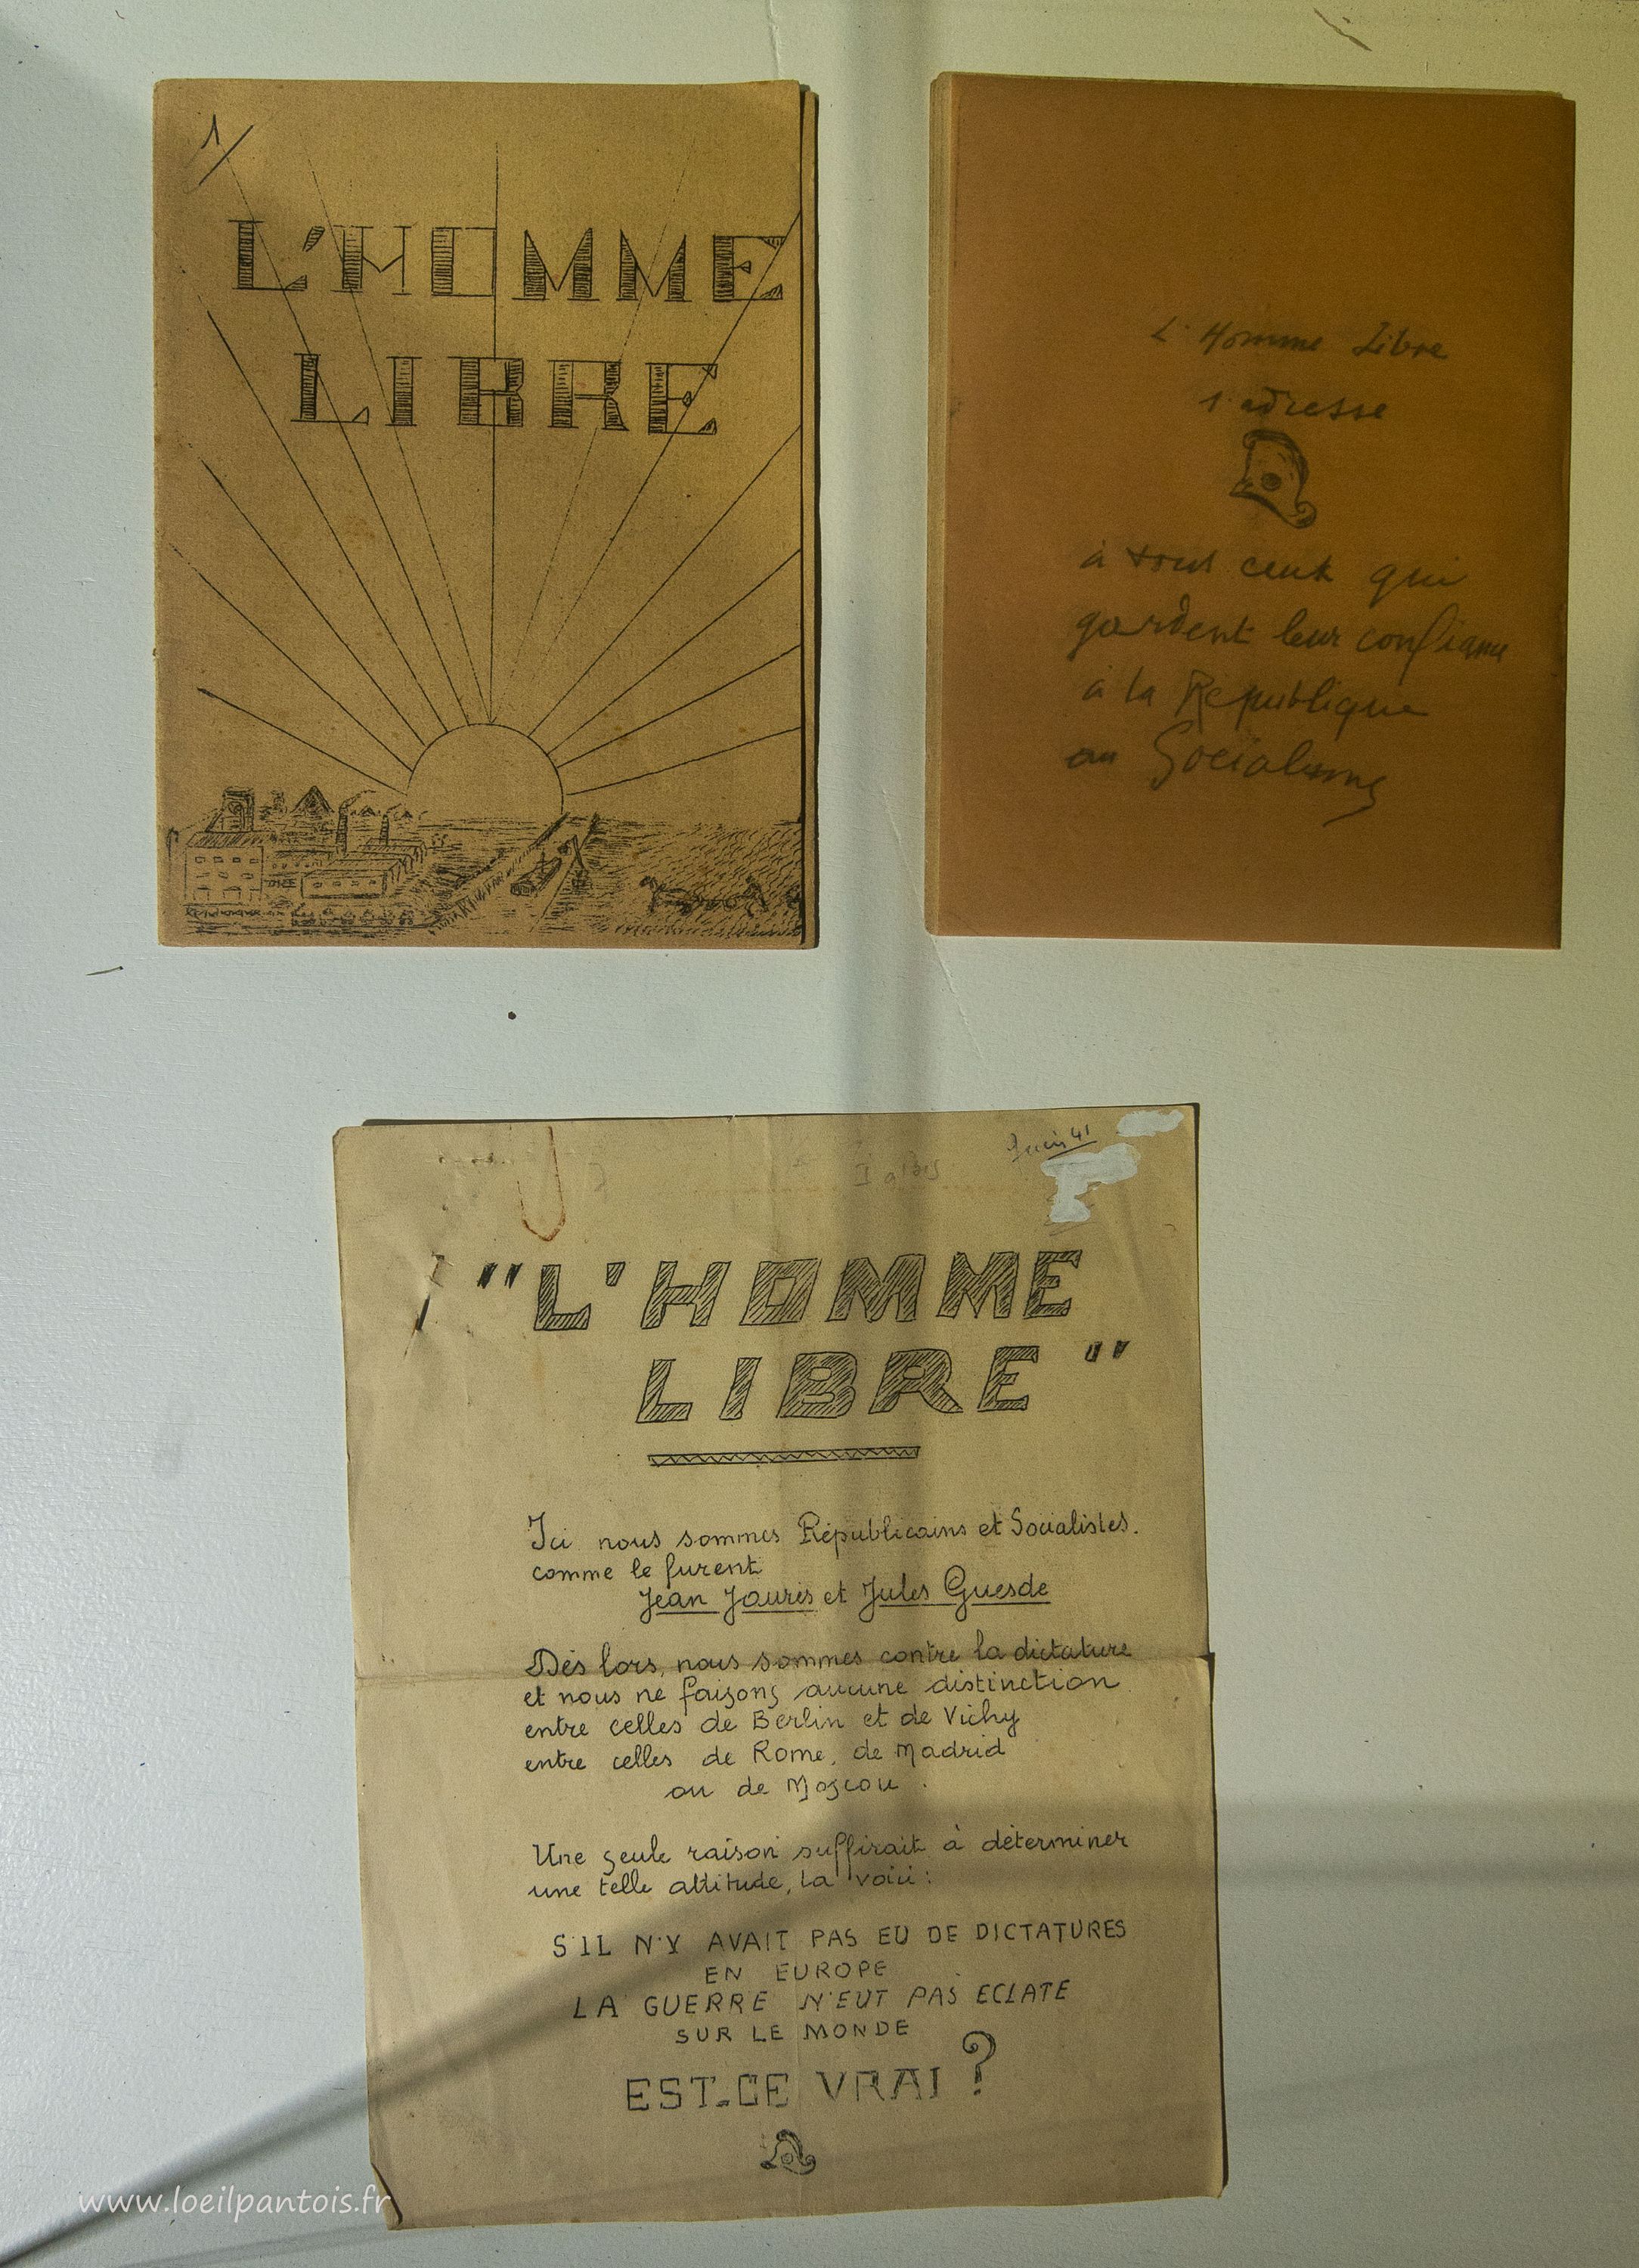 1/
L'HOMME
LIBRE
L'Homme Libre
s'adresse
à tous ceux qui
gardent leur confiance
à la Republique
au Socialisme
Juin 41
"L'HOMME
LIBRE"
Ici nous sommes Républicains et Socialistes.
comme le furent
Jean Jaurès et Jules Guesde
Dès lors, nous sommes contre la dictature
et nous ne faisons aucune distinction
entre celles de Berlin et de Vichy
entre celles de Rome, de Madrid
ou de Moscou.
Une seule raison suffirait à déterminer
une telle attitude, la voici :
S'IL N'Y AVAIT PAS EU DE DICTATURES
EN EUROPE
LA GUERRE N'EUT PAS ECLATE
SUR LE MONDE
EST-CE VRAI ?
www.loeilpantois.fr